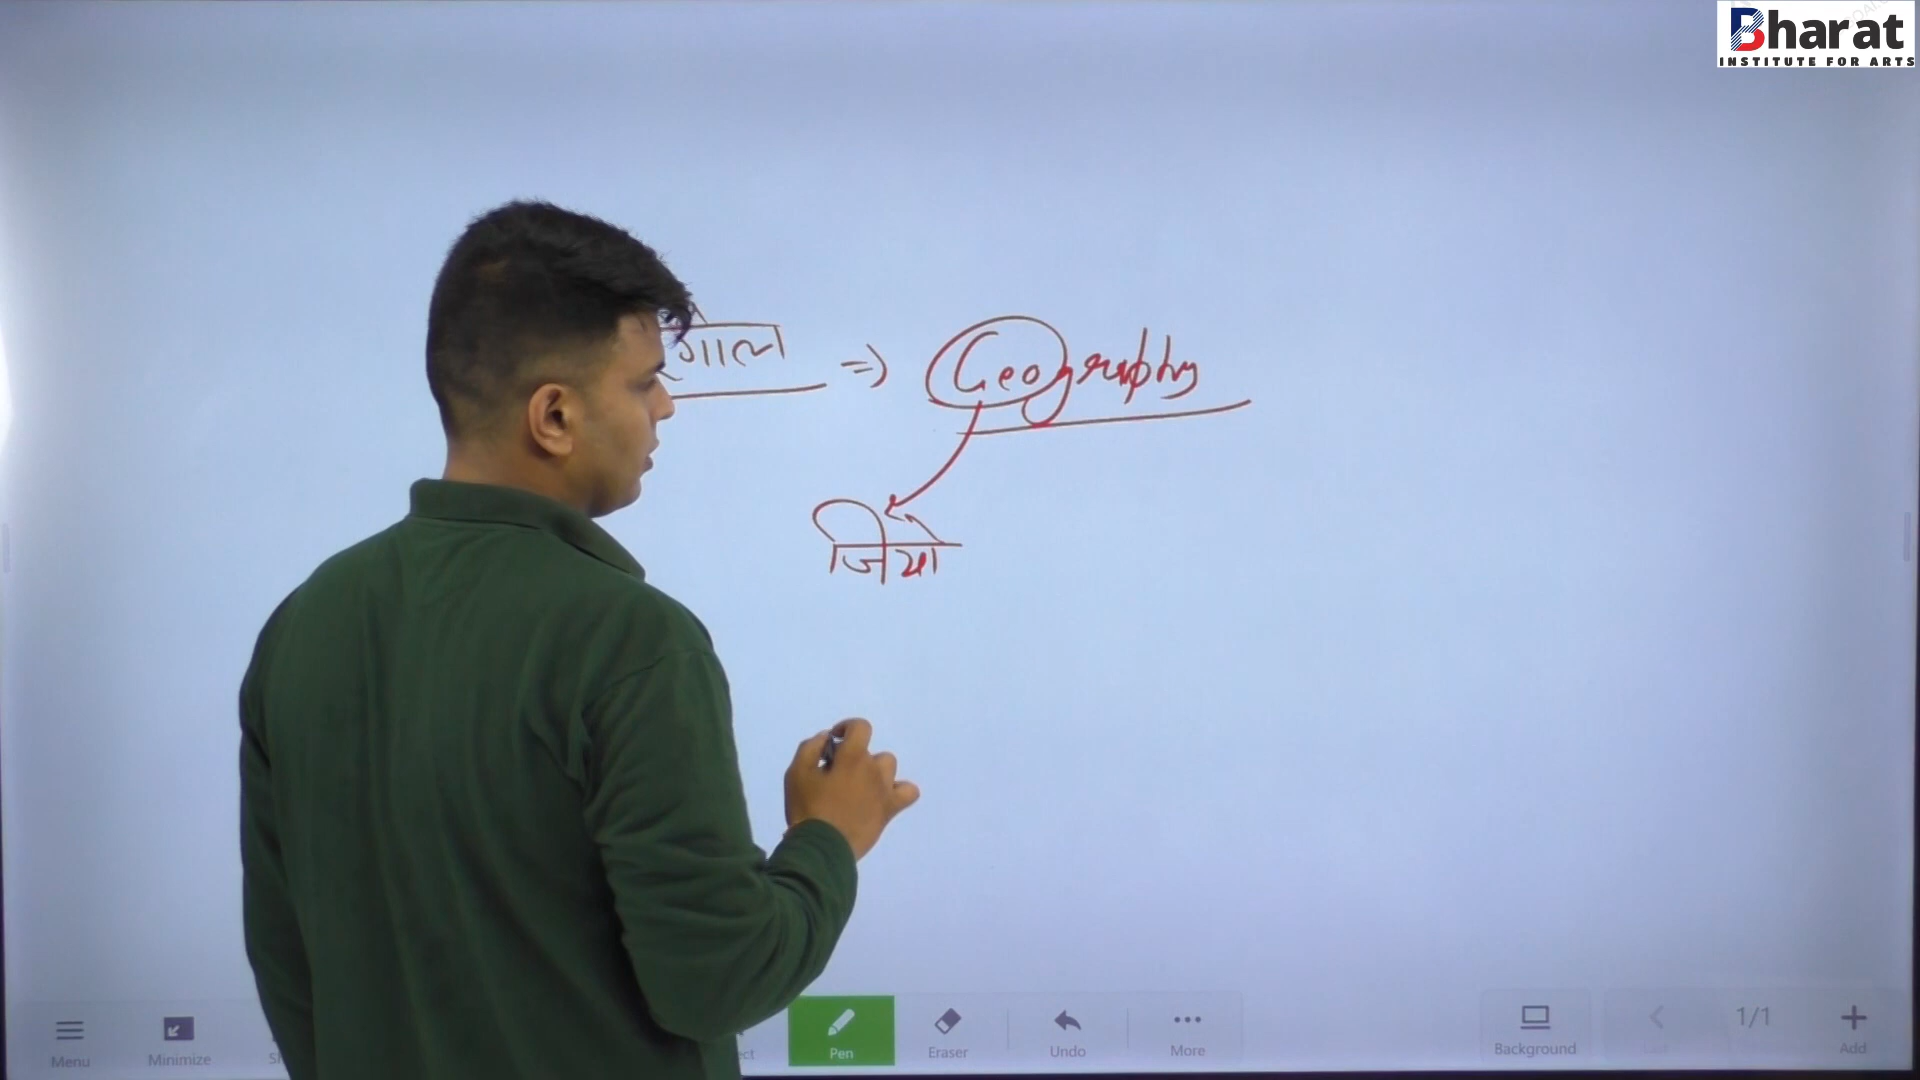 Bharat
INSTITUTE FOR ARTS
गोल => Geography
जियो
Menu Minimize Pen Eraser Undo More Background 1/1 Add